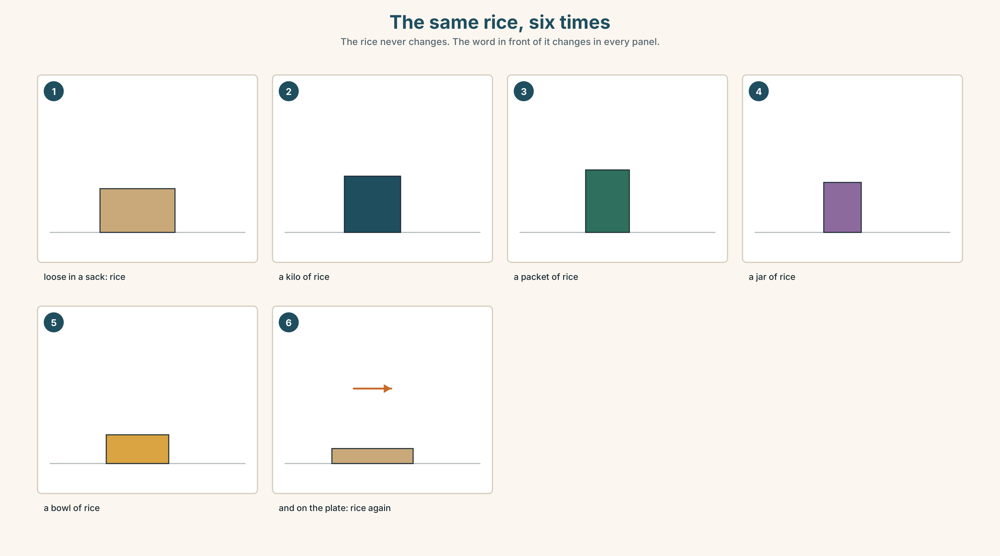 The same rice, six times
The rice never changes. The word in front of it changes in every panel.
1
2
3
4
loose in a sack: rice
a kilo of rice
a packet of rice
a jar of rice
5
6
a bowl of rice
and on the plate: rice again